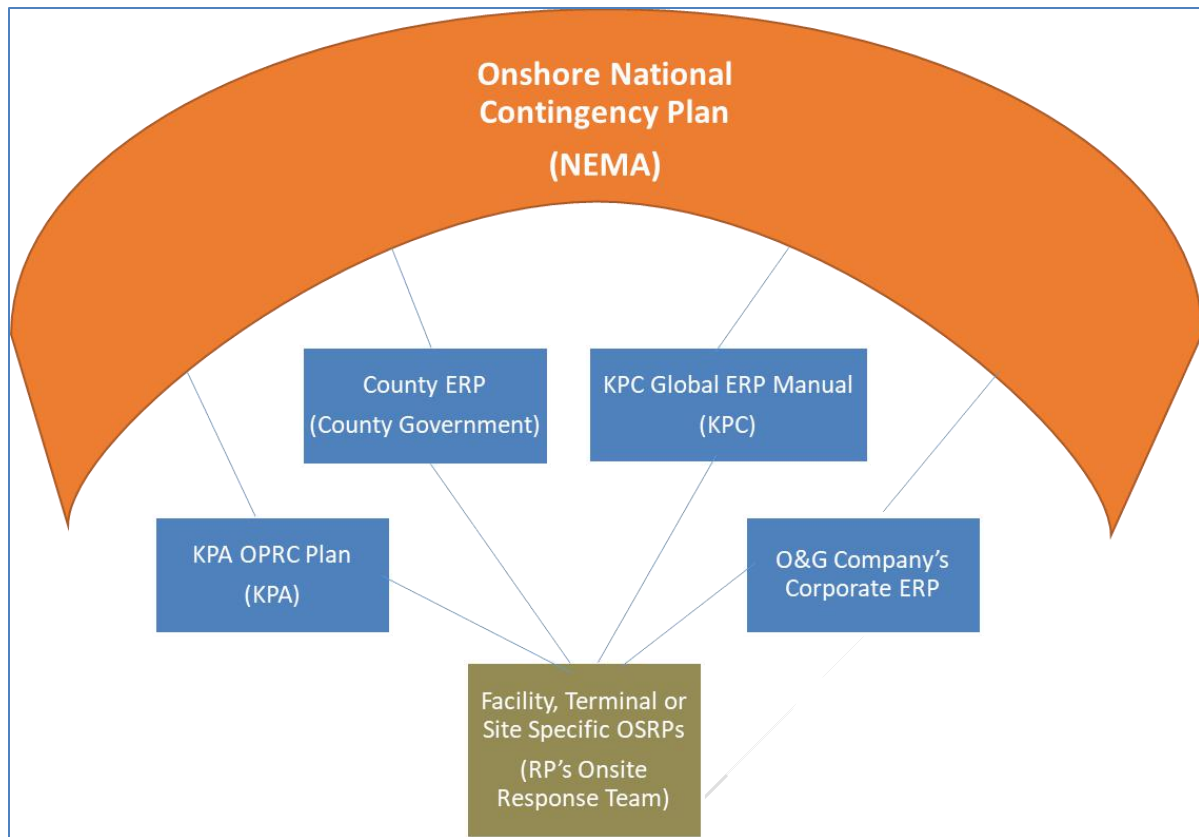 Onshore National
Contingency Plan
(NEMA)
County ERP
(County Government)
KPC Global ERP Manual
(KPC)
KPA OPRC Plan
(KPA)
O&G Company’s
Corporate ERP
Facility, Terminal or
Site Specific OSRPs
(RP’s Onsite
Response Team)